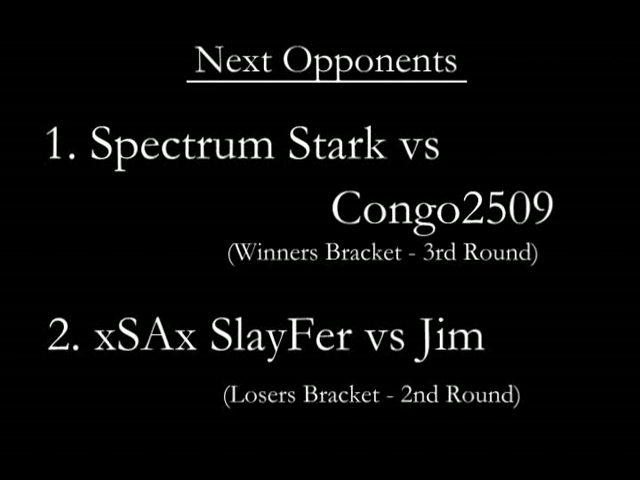 Next Opponents
1. Spectrum Stark vs
Congo2509
(Winners Bracket - 3rd Round)
2. xSAx SlayFer vs Jim
(Losers Bracket - 2nd Round)